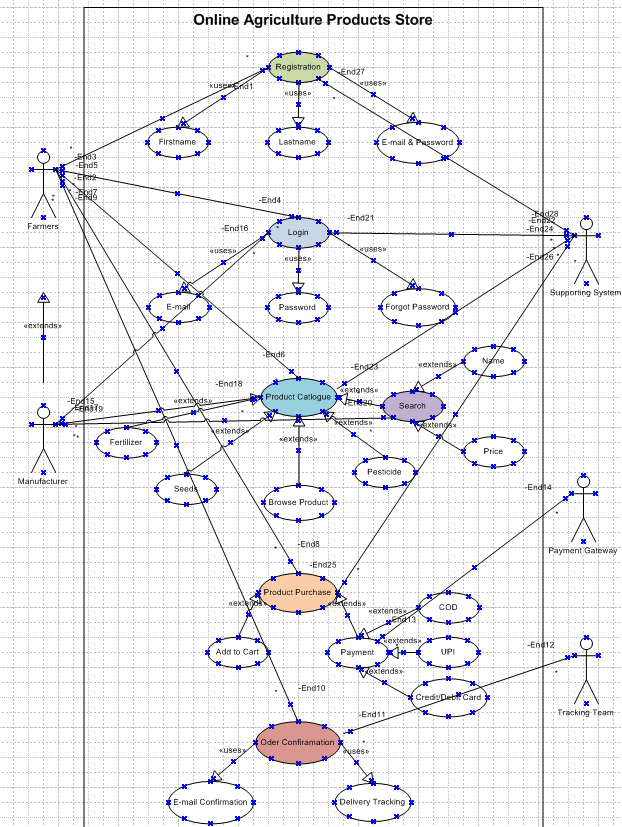 Online Agriculture Products Store
Registration
-End27
«uses»
-End1
«uses»
«uses»
Firstname
Lastname
E-mail & Password
-End3
-End5
-End2
-End7
-End9
Farmers
-End4
-End16
-End21
-End28
-End22
-End24
-End26
Login
«uses»
«uses»
«uses»
Supporting System
E-mail
Password
Forgot Password
«extends»
-End6
-End18
-End23
«extends»
Name
«extends»
«extends»
Product Catlogue
Search
-End20
-End15
-End19
«extends»
«extends»
«extends»
«extends»
Fertilizer
Price
Manufacturer
Pesticide
Seeds
Browse Product
-End14
-End8
Payment Gateway
-End25
Product Purchase
«extends»
«extends»
«extends»
COD
-End13
«extends»
Add to Cart
Payment
UPI
-End12
«extends»
Credit/Debit Card
Tracking Team
-End10
-End11
Oder Confiramation
«uses»
«uses»
E-mail Confirmation
Delivery Tracking